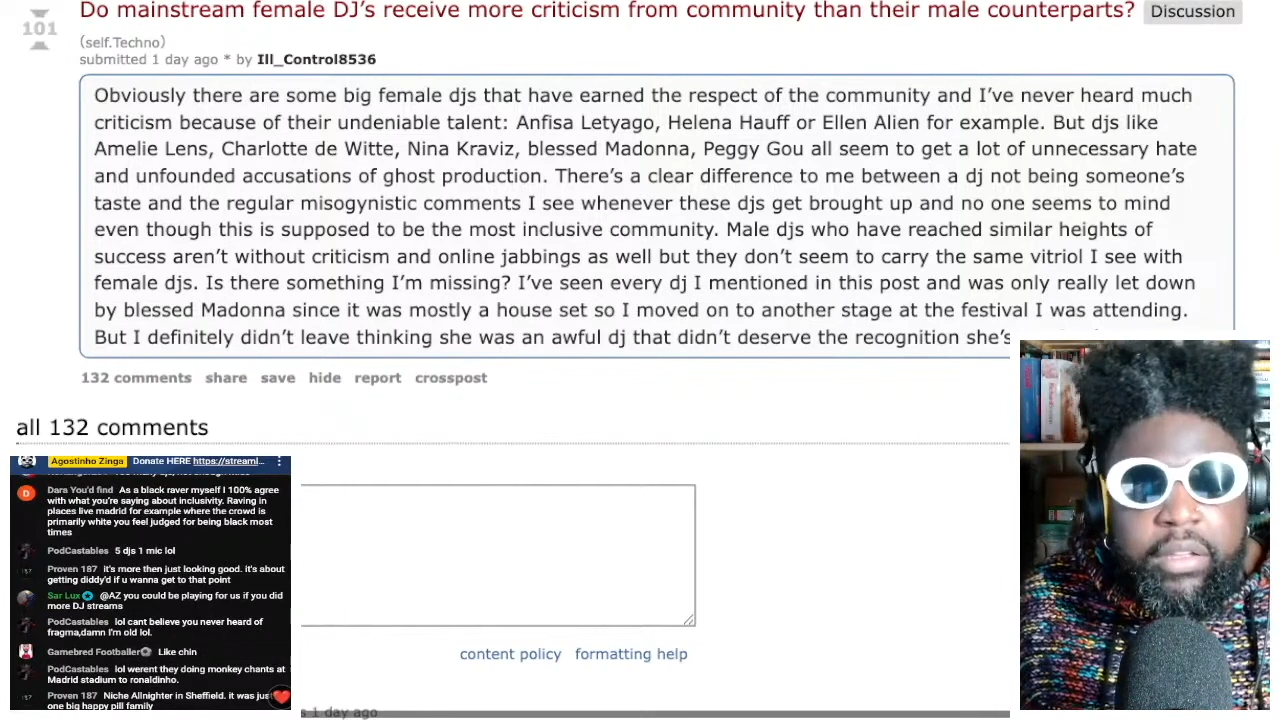 Do mainstream female DJ’s receive more criticism from community than their male counterparts? Discussion
101
(self.Techno)
submitted 1 day ago * by Ill_Control8536
Obviously there are some big female djs that have earned the respect of the community and I’ve never heard much
criticism because of their undeniable talent: Anfisa Letyago, Helena Hauff or Ellen Alien for example. But djs like
Amelie Lens, Charlotte de Witte, Nina Kraviz, blessed Madonna, Peggy Gou all seem to get a lot of unnecessary hate
and unfounded accusations of ghost production. There’s a clear difference to me between a dj not being someone’s
taste and the regular misogynistic comments I see whenever these djs get brought up and no one seems to mind
even though this is supposed to be the most inclusive community. Male djs who have reached similar heights of
success aren’t without criticism and online jabbings as well but they don’t seem to carry the same vitriol I see with
female djs. Is there something I’m missing? I’ve seen every dj I mentioned in this post and was only really let down
by blessed Madonna since it was mostly a house set so I moved on to another stage at the festival I was attending.
But I definitely didn’t leave thinking she was an awful dj that didn’t deserve the recognition she’s
132 comments share save hide report crosspost
all 132 comments
Agostinho Zinga Donate HERE https://streaml...
Dara You'd find As a black raver myself I 100% agree
with what you're saying about inclusivity. Raving in
places live madrid for example where the crowd is
primarily white you feel judged for being black most
times
PodCastables 5 djs 1 mic lol
Proven 187 it's more then just looking good. it's about
getting diddy'd if u wanna get to that point
Sar Lux @AZ you could be playing for us if you did
more DJ streams
PodCastables lol cant believe you never heard of
fragma,damn I'm old lol.
Gamebred Footballer Like chin
PodCastables lol werent they doing monkey chants at
Madrid stadium to ronaldinho.
Proven 187 Niche Allnighter in Sheffield. it was jus
one big happy pill family
content policy formatting help
s 1 day ago